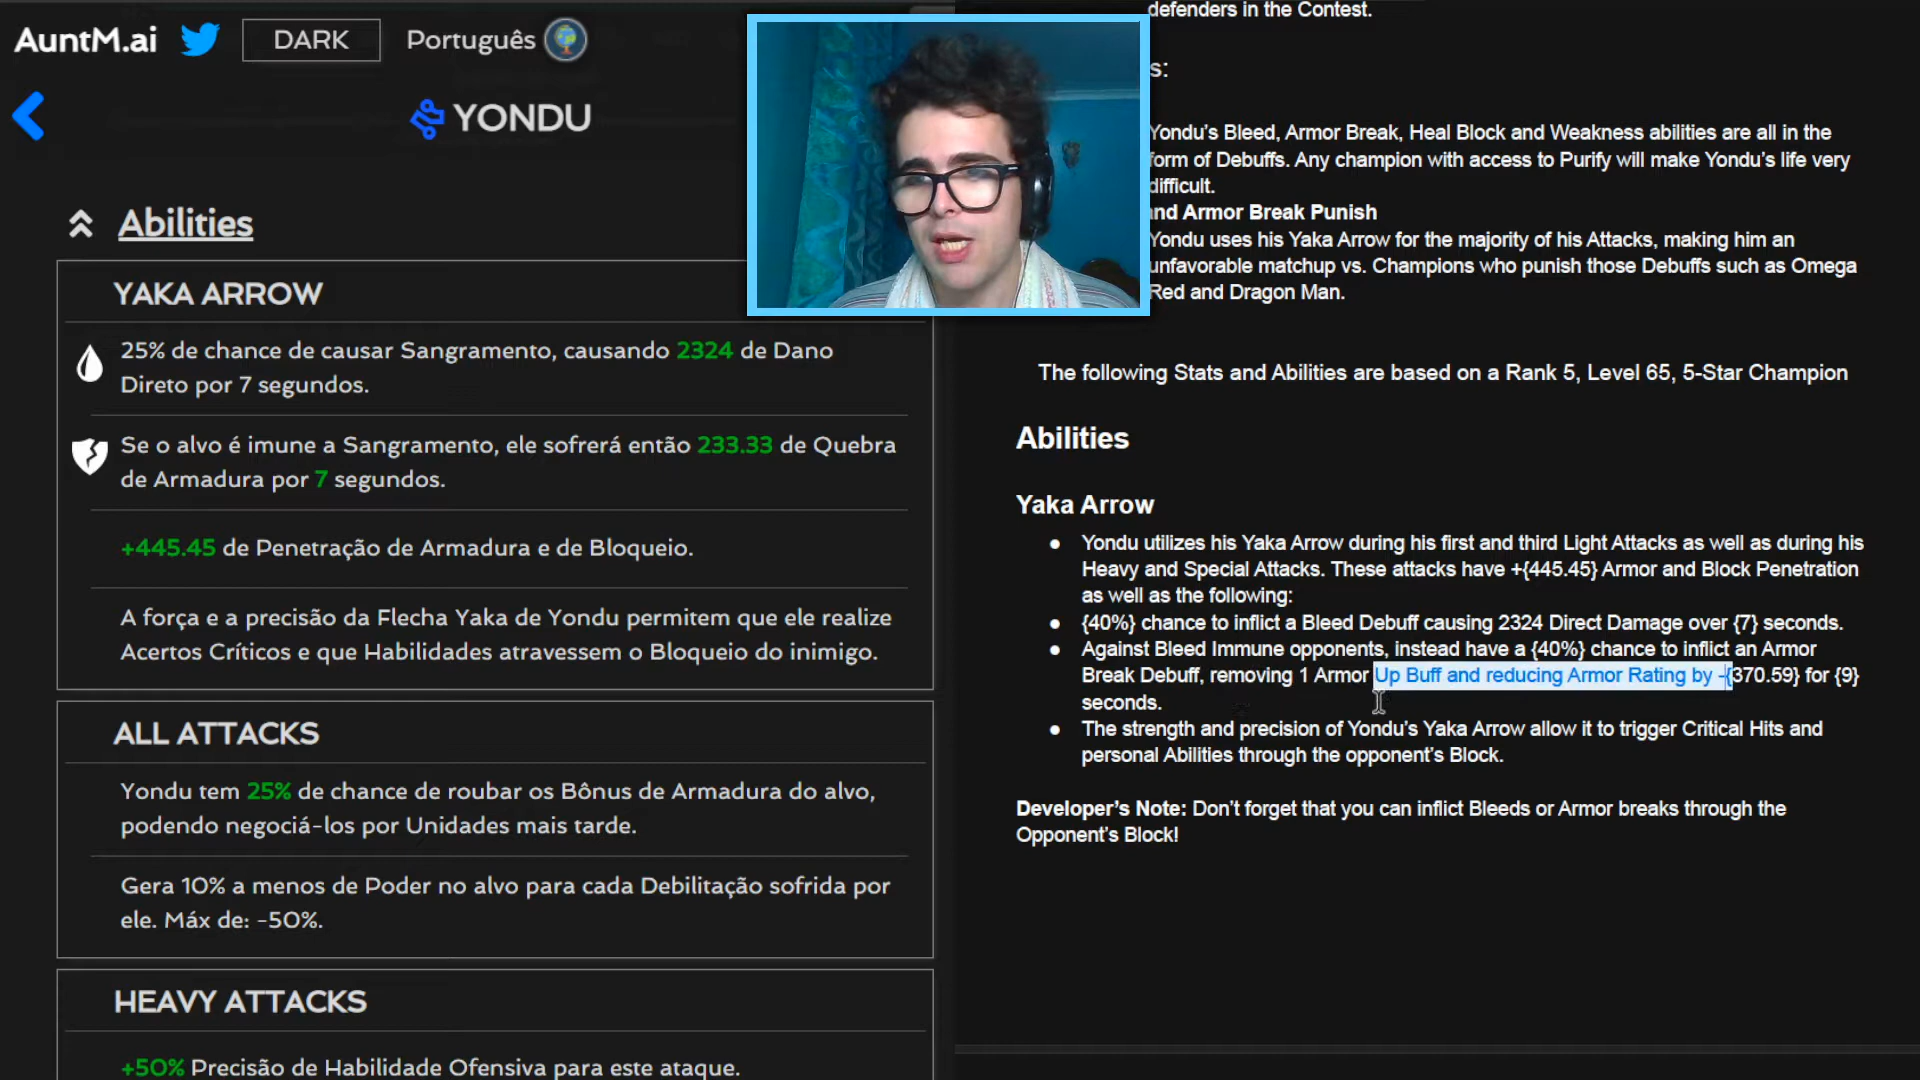 AuntM.ai
DARK
Português
YONDU
Abilities
YAKA ARROW
25% de chance de causar Sangramento, causando 2324 de Dano
Direto por 7 segundos.
Se o alvo é imune a Sangramento, ele sofrerá então 233.33 de Quebra
de Armadura por 7 segundos.
+445.45 de Penetração de Armadura e de Bloqueio.
A força e a precisão da Flecha Yaka de Yondu permitem que ele realize
Acertos Críticos e que Habilidades atravessem o Bloqueio do inimigo.
ALL ATTACKS
Yondu tem 25% de chance de roubar os Bônus de Armadura do alvo,
podendo negociá-los por Unidades mais tarde.
Gera 10% a menos de Poder no alvo para cada Debilitação sofrida por
ele. Máx de: -50%.
HEAVY ATTACKS
+50% Precisão de Habilidade Ofensiva para este ataque.
defenders in the Contest.
s:
Yondu's Bleed, Armor Break, Heal Block and Weakness abilities are all in the
form of Debuffs. Any champion with access to Purify will make Yondu's life very
difficult.
nd Armor Break Punish
Yondu uses his Yaka Arrow for the majority of his Attacks, making him an
unfavorable matchup vs. Champions who punish those Debuffs such as Omega
Red and Dragon Man.
The following Stats and Abilities are based on a Rank 5, Level 65, 5-Star Champion
Abilities
Yaka Arrow
● Yondu utilizes his Yaka Arrow during his first and third Light Attacks as well as during his
Heavy and Special Attacks. These attacks have +{445.45} Armor and Block Penetration
as well as the following:
● {40%} chance to inflict a Bleed Debuff causing 2324 Direct Damage over {7} seconds.
● Against Bleed Immune opponents, instead have a {40%} chance to inflict an Armor
Break Debuff, removing 1 Armor Up Buff and reducing Armor Rating by -{370.59} for {9}
seconds.
● The strength and precision of Yondu's Yaka Arrow allow it to trigger Critical Hits and
personal Abilities through the opponent's Block.
Developer's Note: Don't forget that you can inflict Bleeds or Armor breaks through the
Opponent's Block!